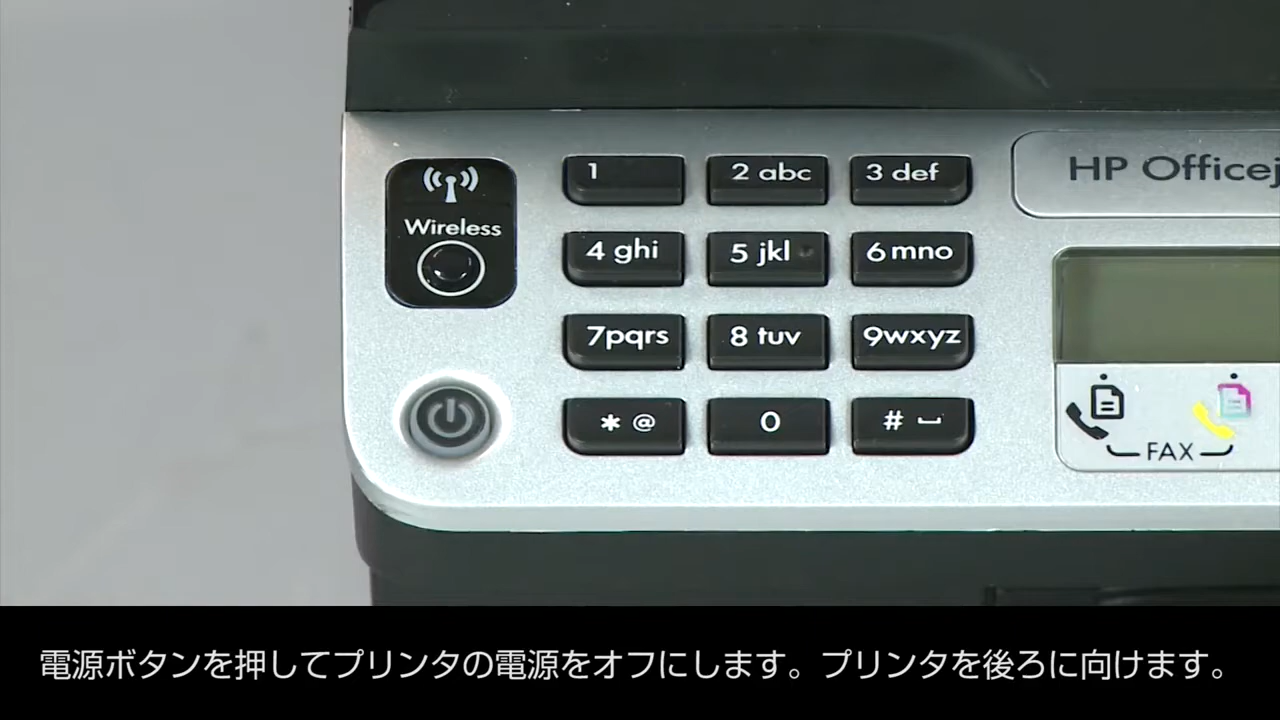 Wireless
1
2 abc
3 def
HP Officej
4 ghi
5 jkl
6 mno
7pqrs
8 tuv
9wxyz
* @
0
# ⎵
FAX
電源ボタンを押してプリンタの電源をオフにします。プリンタを後ろに向けます。